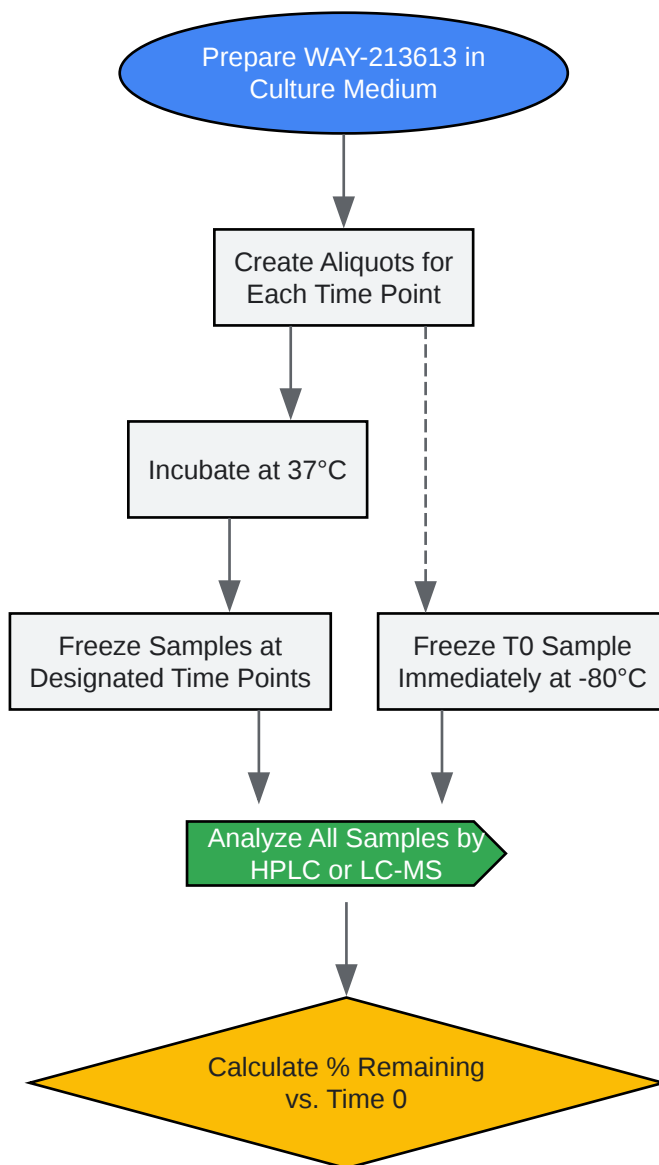 Prepare WAY-213613 in
Culture Medium
Create Aliquots for
Each Time Point
Incubate at 37°C
Freeze Samples at
Designated Time Points
Freeze T0 Sample
Immediately at -80°C
Analyze All Samples by
HPLC or LC-MS
Calculate % Remaining
vs. Time 0